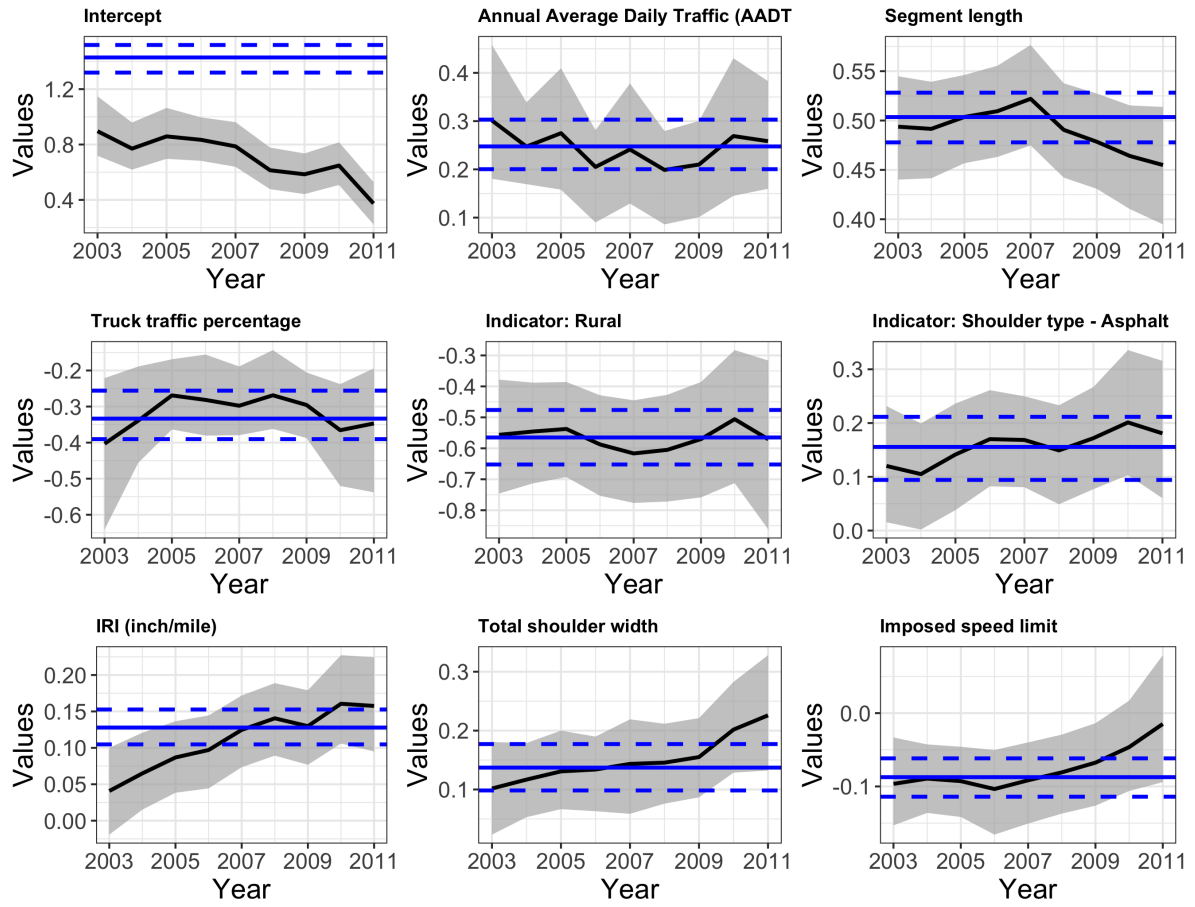 Intercept
Annual Average Daily Traffic (AADT
Segment length
Values
1.2
0.8
0.4
2003 2005 2007 2009 2011
Year
Values
0.4
0.3
0.2
0.1
2003 2005 2007 2009 2011
Year
Values
0.55
0.50
0.45
0.40
2003 2005 2007 2009 2011
Year
Truck traffic percentage
Indicator: Rural
Indicator: Shoulder type - Asphalt
Values
-0.2
-0.3
-0.4
-0.5
-0.6
2003 2005 2007 2009 2011
Year
Values
-0.3
-0.4
-0.5
-0.6
-0.7
-0.8
2003 2005 2007 2009 2011
Year
Values
0.3
0.2
0.1
0.0
2003 2005 2007 2009 2011
Year
IRI (inch/mile)
Total shoulder width
Imposed speed limit
Values
0.20
0.15
0.10
0.05
0.00
2003 2005 2007 2009 2011
Year
Values
0.3
0.2
0.1
2003 2005 2007 2009 2011
Year
Values
0.0
-0.1
2003 2005 2007 2009 2011
Year